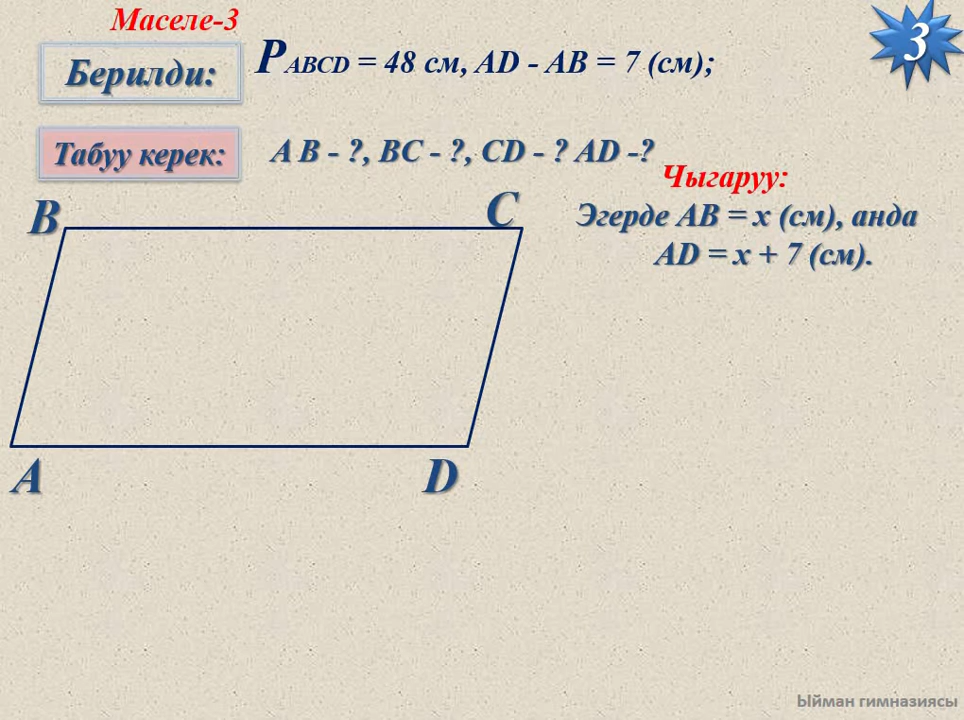 Маселе-3
3
Берилди:
PABCD = 48 см, AD - AB = 7 (см);
Табуу керек:
A B - ?, BC - ?, CD - ? AD -?
Чыгаруу:
Эгерде AB = x (см), анда
AD = x + 7 (см).
B
C
A
D
Ыйман гимназиясы